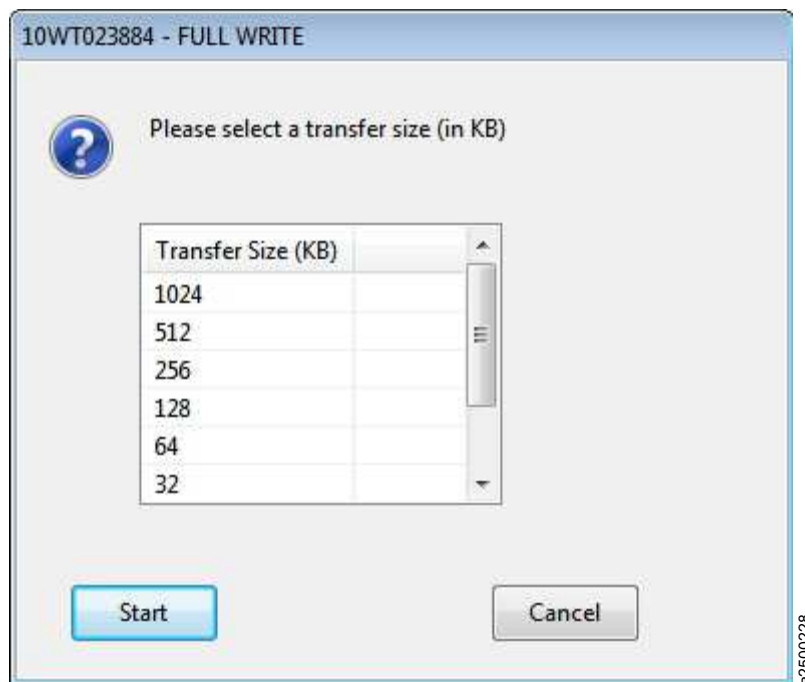 10WT023884 - FULL WRITE
Please select a transfer size (in KB)
Transfer Size (KB)
1024
512
256
128
64
32
Start
Cancel